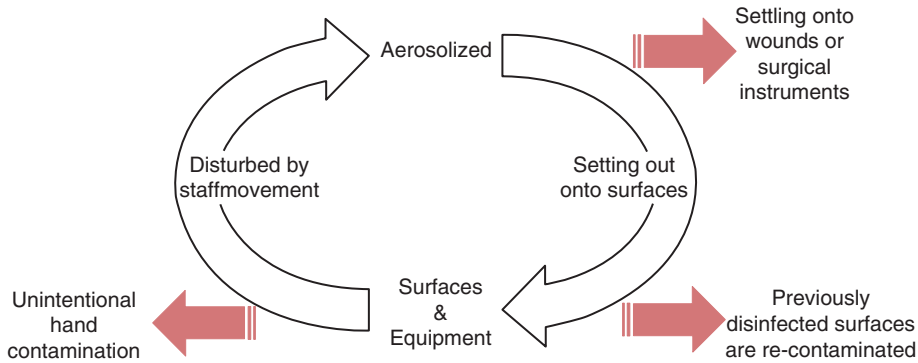 Aerosolized
Settling onto
wounds or
surgical
instruments
Disturbed by
staffmovement
Setting out
onto surfaces
Surfaces
&
Equipment
Unintentional
hand
contamination
Previously
disinfected surfaces
are re-contaminated